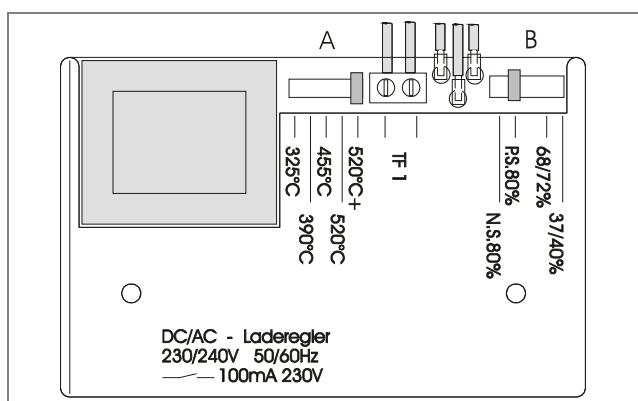 A
B
325°C
390°C
455°C
520°C
520°C+
TF 1
N.S.80%
P.S.80%
68/72%
37/40%
DC/AC - Laderegler
230/240V 50/60Hz
100mA 230V